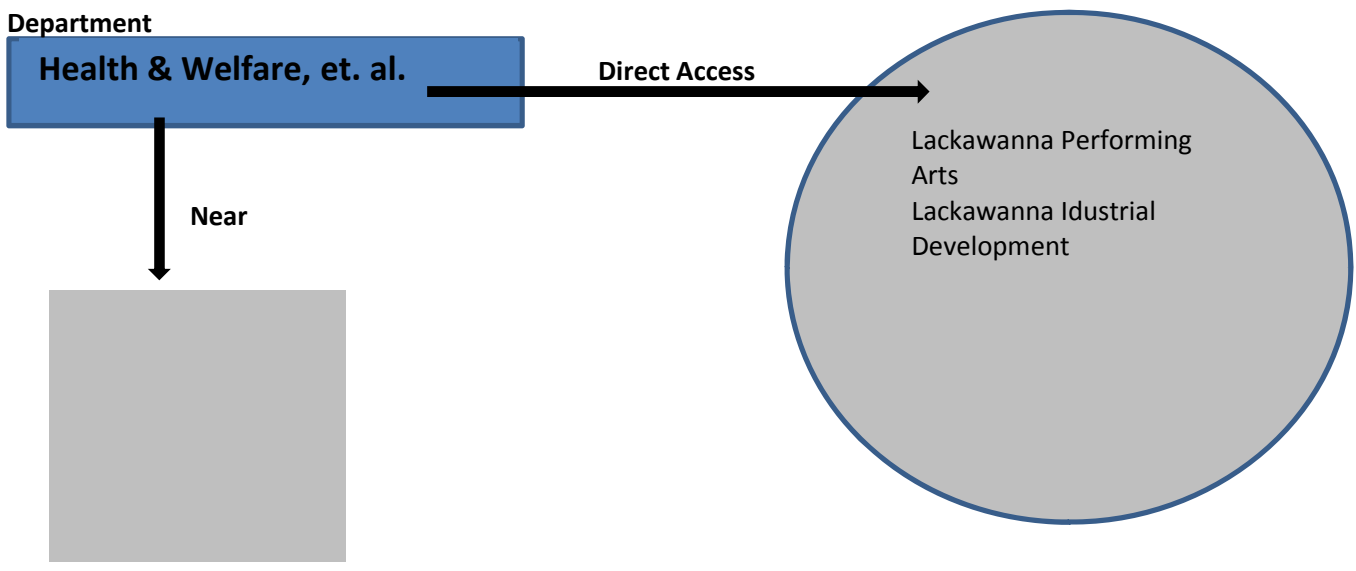 Department
Health & Welfare, et. al.
Direct Access
Lackawanna Performing
Arts
Lackawanna Idustrial
Development
Near